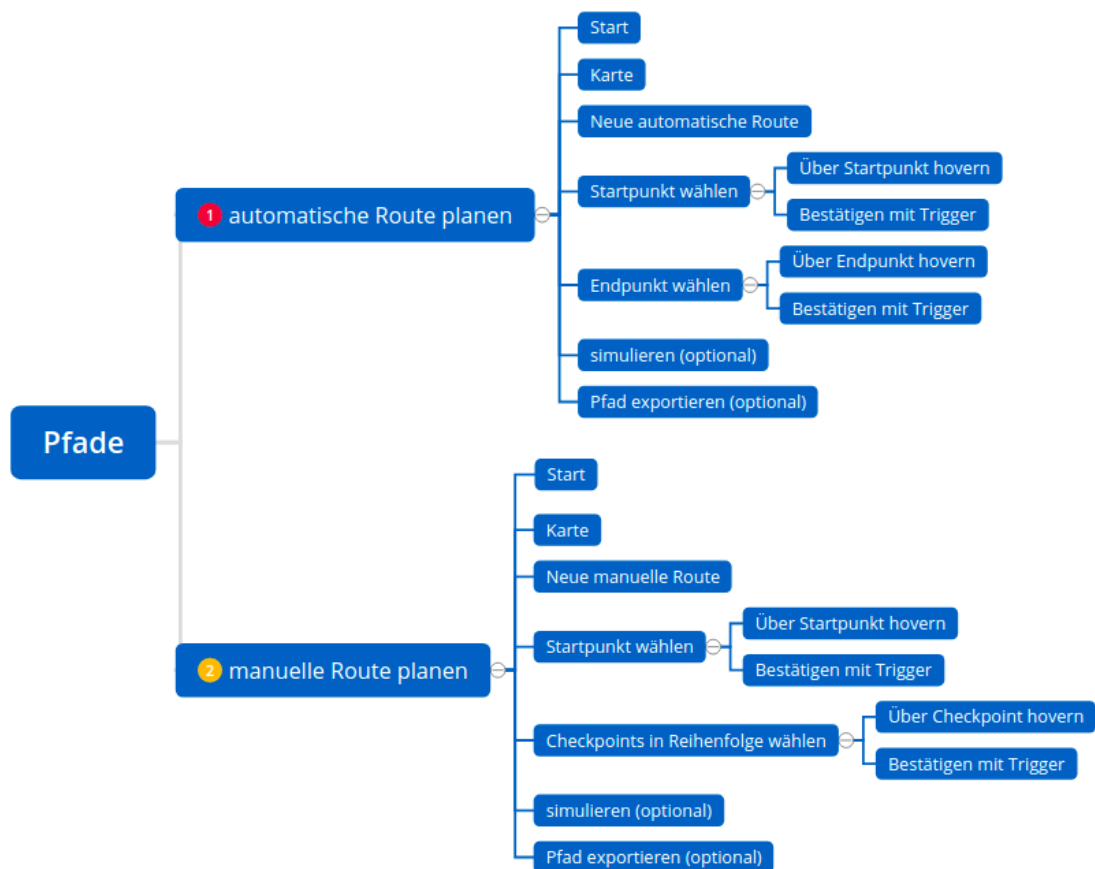 Pfade
1 automatische Route planen
Start
Karte
Neue automatische Route
Startpunkt wählen
Über Startpunkt hovern
Bestätigen mit Trigger
Endpunkt wählen
Über Endpunkt hovern
Bestätigen mit Trigger
simulieren (optional)
Pfad exportieren (optional)
2 manuelle Route planen
Start
Karte
Neue manuelle Route
Startpunkt wählen
Über Startpunkt hovern
Bestätigen mit Trigger
Checkpoints in Reihenfolge wählen
Über Checkpoint hovern
Bestätigen mit Trigger
simulieren (optional)
Pfad exportieren (optional)